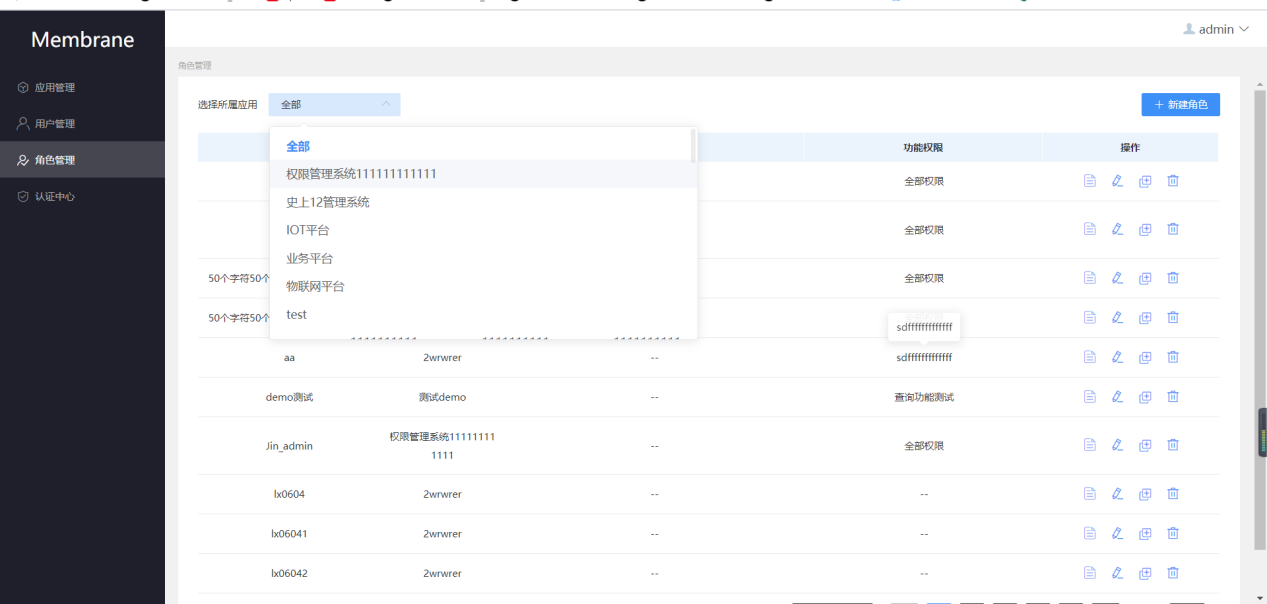 Membrane
admin
应用管理
用户管理
角色管理
认证中心
角色管理
选择所属应用 全部
+ 新建角色
功能权限 操作
全部
权限管理系统111111111111
史上12管理系统
IOT平台
业务平台
物联网平台
test
全部权限
全部权限
50个字符50个 全部权限
50个字符50个
sdfffffffffffff
aa 2wrwrer -- sdfffffffffffff
demo测试 测试demo -- 查询功能测试
Jin_admin 权限管理系统11111111
1111 -- 全部权限
lx0604 2wrwrer -- --
lx06041 2wrwrer -- --
lx06042 2wrwrer -- --